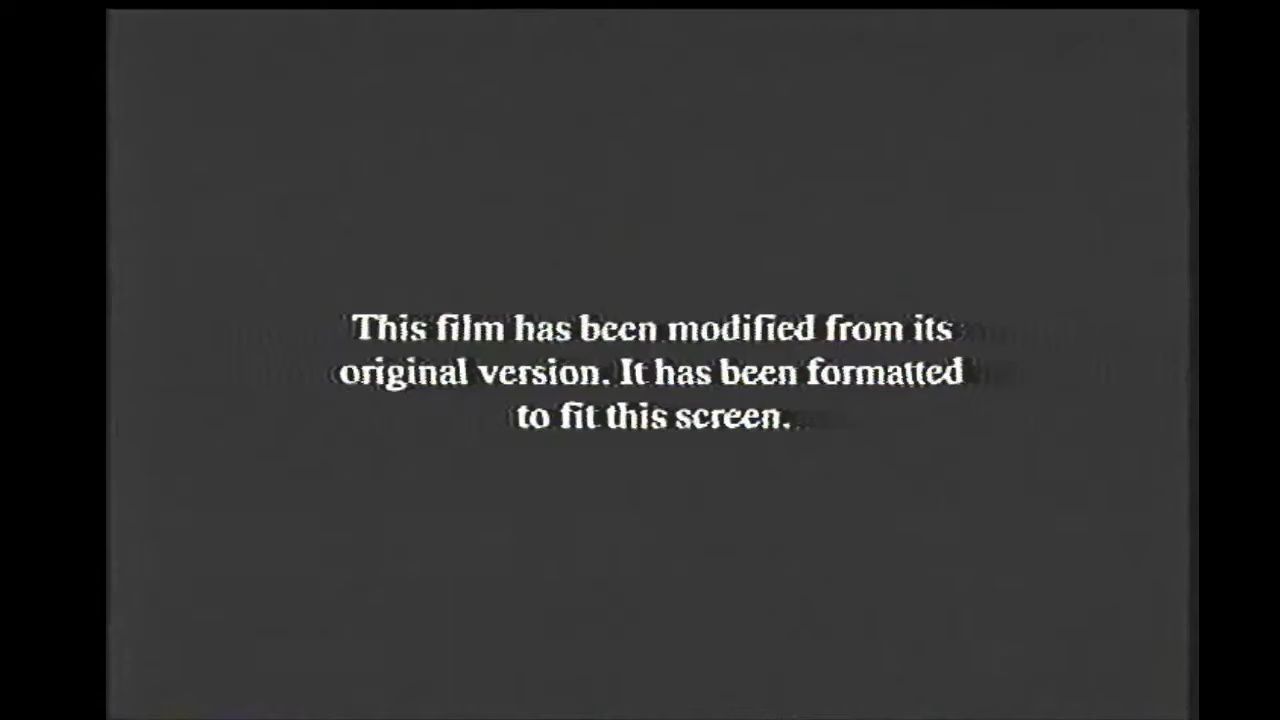 This film has been modified from its
original version. It has been formatted
to fit this screen.